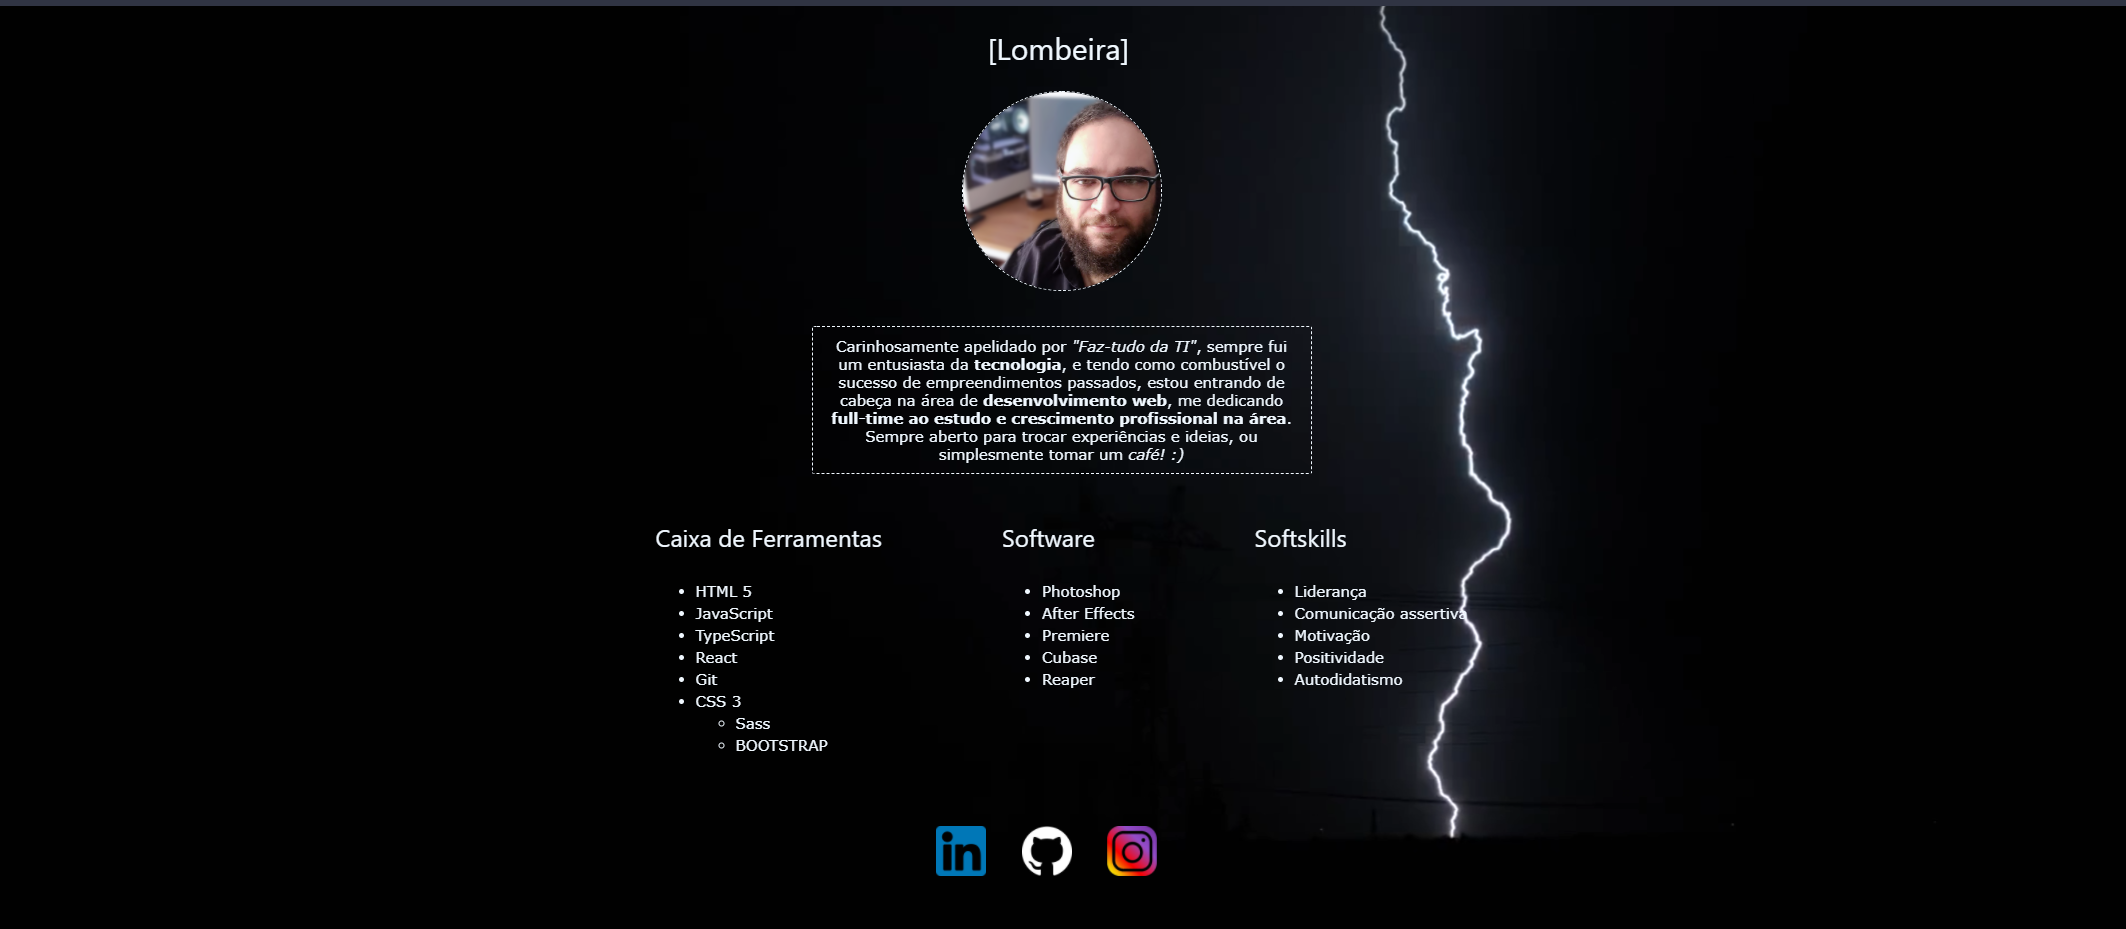 [Lombeira]
Carinhosamente apelidado por "Faz-tudo da TI", sempre fui
um entusiasta da tecnologia, e tendo como combustível o
sucesso de empreendimentos passados, estou entrando de
cabeça na área de desenvolvimento web, me dedicando
full-time ao estudo e crescimento profissional na área.
Sempre aberto para trocar experiências e ideias, ou
simplesmente tomar um café! :)
Caixa de Ferramentas
HTML 5
JavaScript
TypeScript
React
Git
CSS 3
Sass
BOOTSTRAP
Software
Photoshop
After Effects
Premiere
Cubase
Reaper
Softskills
Liderança
Comunicação assertiva
Motivação
Positividade
Autodidatismo
in